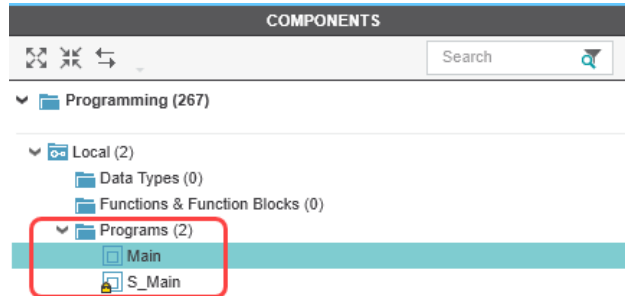 COMPONENTS
Search
Programming (267)
Local (2)
Data Types (0)
Functions & Function Blocks (0)
Programs (2)
Main
S_Main